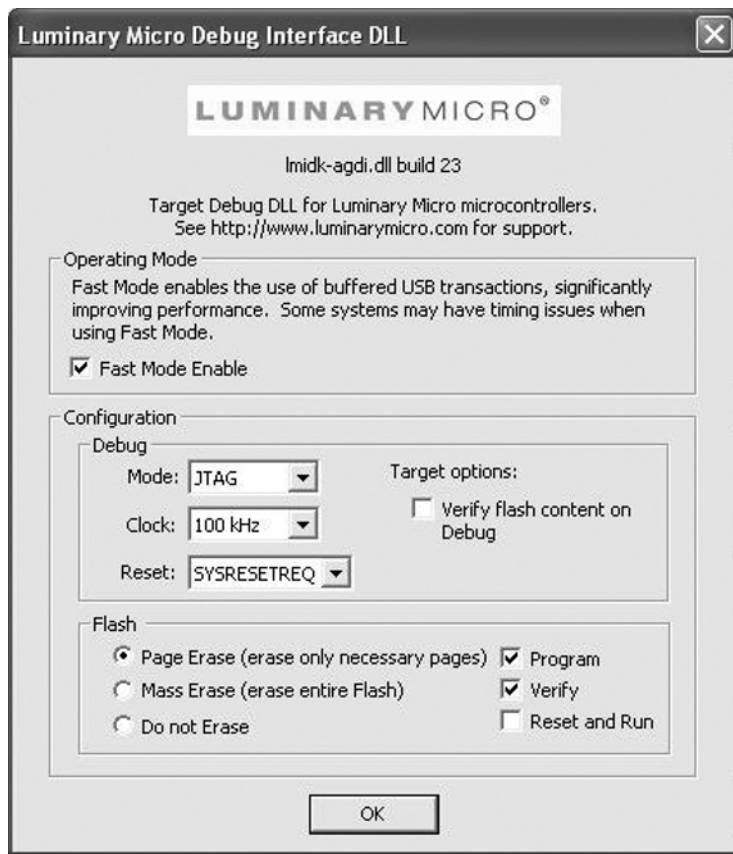 Luminary Micro Debug Interface DLL
LUMINARYMICRO®
lmidk-agdi.dll build 23
Target Debug DLL for Luminary Micro microcontrollers.
See http://www.luminarymicro.com for support.
Operating Mode
Fast Mode enables the use of buffered USB transactions, significantly
improving performance. Some systems may have timing issues when
using Fast Mode.
Fast Mode Enable
Configuration
Debug
Mode: JTAG
Target options:
Verify flash content on
Debug
Clock: 100 kHz
Reset: SYSRESETREQ
Flash
Page Erase (erase only necessary pages) Program
Mass Erase (erase entire Flash) Verify
Do not Erase Reset and Run
OK